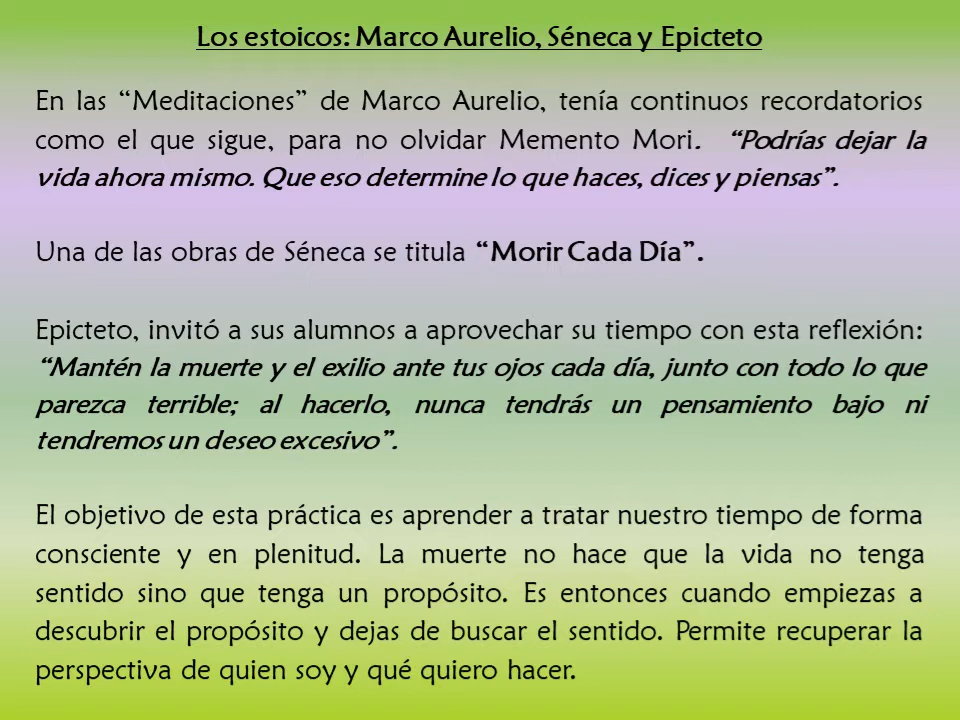 Los estoicos: Marco Aurelio, Séneca y Epicteto
En las “Meditaciones” de Marco Aurelio, tenía continuos recordatorios
como el que sigue, para no olvidar Memento Mori. “Podrías dejar la
vida ahora mismo. Que eso determine lo que haces, dices y piensas”.
Una de las obras de Séneca se titula “Morir Cada Día”.
Epicteto, invitó a sus alumnos a aprovechar su tiempo con esta reflexión:
“Mantén la muerte y el exilio ante tus ojos cada día, junto con todo lo que
parezca terrible; al hacerlo, nunca tendrás un pensamiento bajo ni
tendremos un deseo excesivo”.
El objetivo de esta práctica es aprender a tratar nuestro tiempo de forma
consciente y en plenitud. La muerte no hace que la vida no tenga
sentido sino que tenga un propósito. Es entonces cuando empiezas a
descubrir el propósito y dejas de buscar el sentido. Permite recuperar la
perspectiva de quien soy y qué quiero hacer.